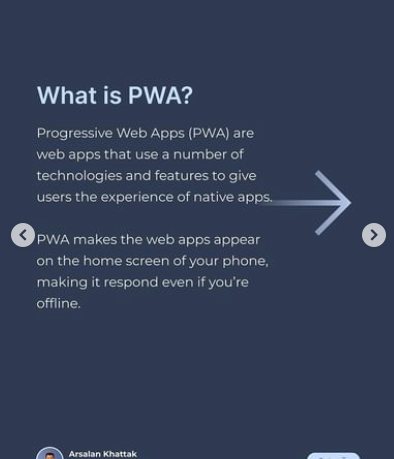 What is PWA?
Progressive Web Apps (PWA) are
web apps that use a number of
technologies and features to give
users the experience of native apps.
PWA makes the web apps appear
on the home screen of your phone,
making it respond even if you're
offline.
Arsalan Khattak